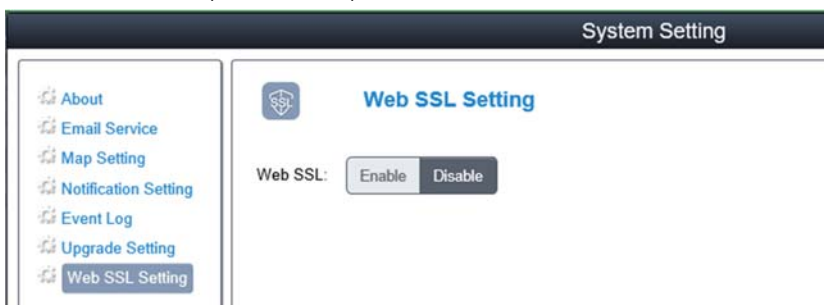 System Setting
About
Email Service
Map Setting
Notification Setting
Event Log
Upgrade Setting
Web SSL Setting
SSL
Web SSL Setting
Web SSL: Enable Disable